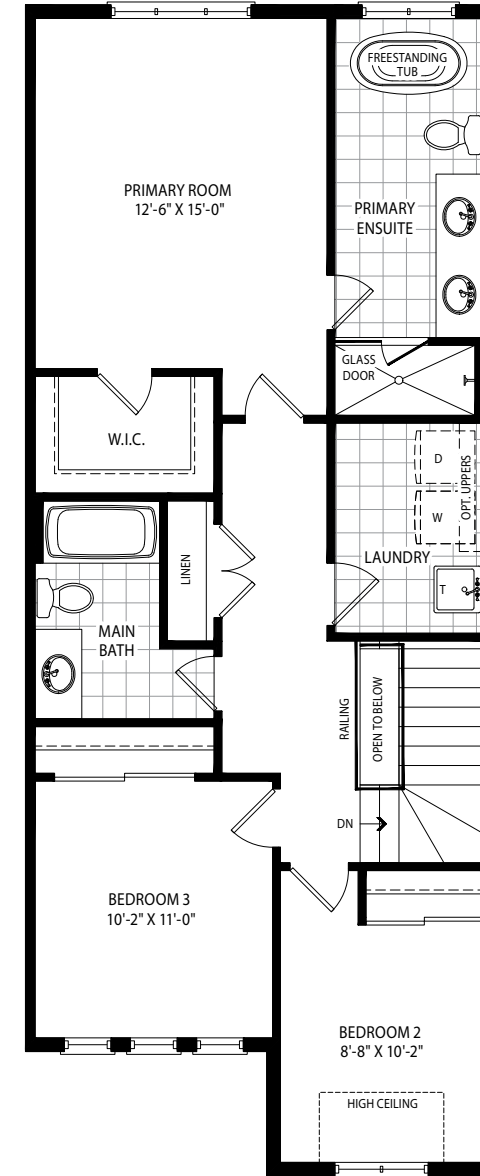 FREESTANDING
TUB
PRIMARY ROOM
12'-6" X 15'-0"
PRIMARY
ENSUITE
GLASS
DOOR
W.I.C.
D
OPT. UPPERS
W
LAUNDRY
LINEN
T
MAIN
BATH
RAILING
OPEN TO BELOW
DN
BEDROOM 3
10'-2" X 11'-0"
BEDROOM 2
8'-8" X 10'-2"
HIGH CEILING